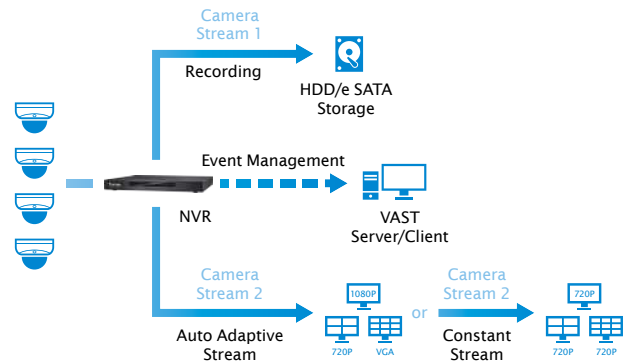 Camera
Stream 1
Recording
HDD/e SATA
Storage
Event Management
NVR
VAST
Server/Client
Camera
Stream 2
Auto Adaptive
Stream
1080P
720P
VGA
or
Camera
Stream 2
Constant
Stream
720P
720P
720P